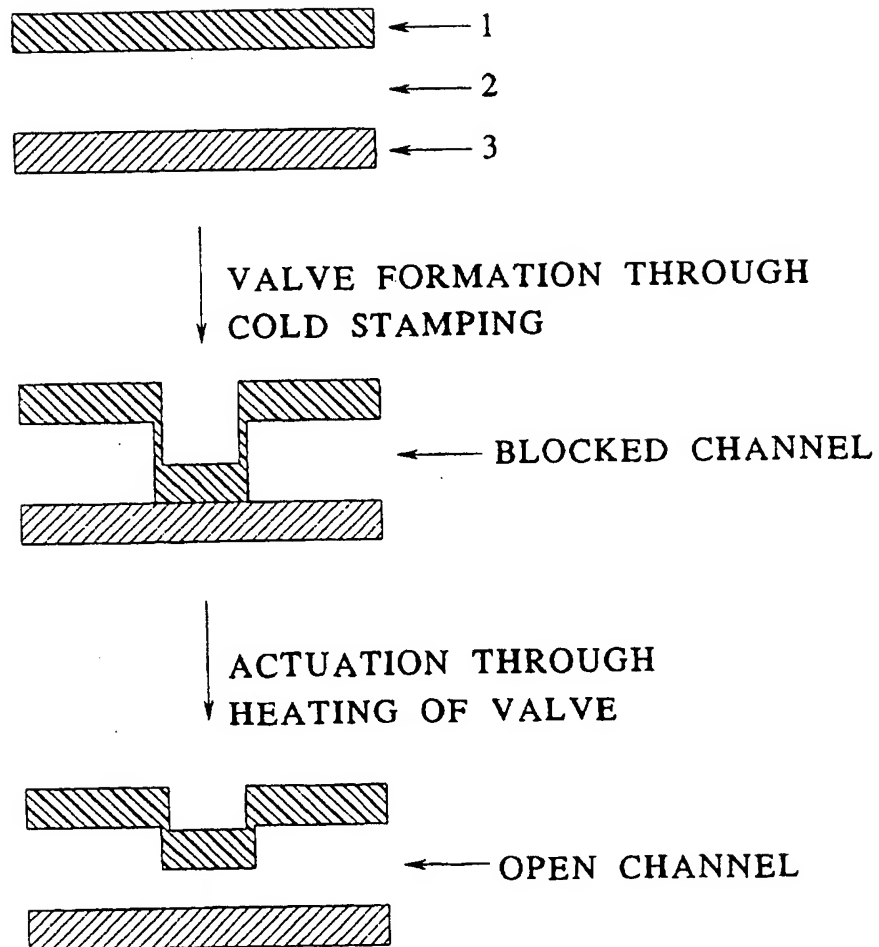 1
2
3
VALVE FORMATION THROUGH
COLD STAMPING
BLOCKED CHANNEL
ACTUATION THROUGH
HEATING OF VALVE
OPEN CHANNEL